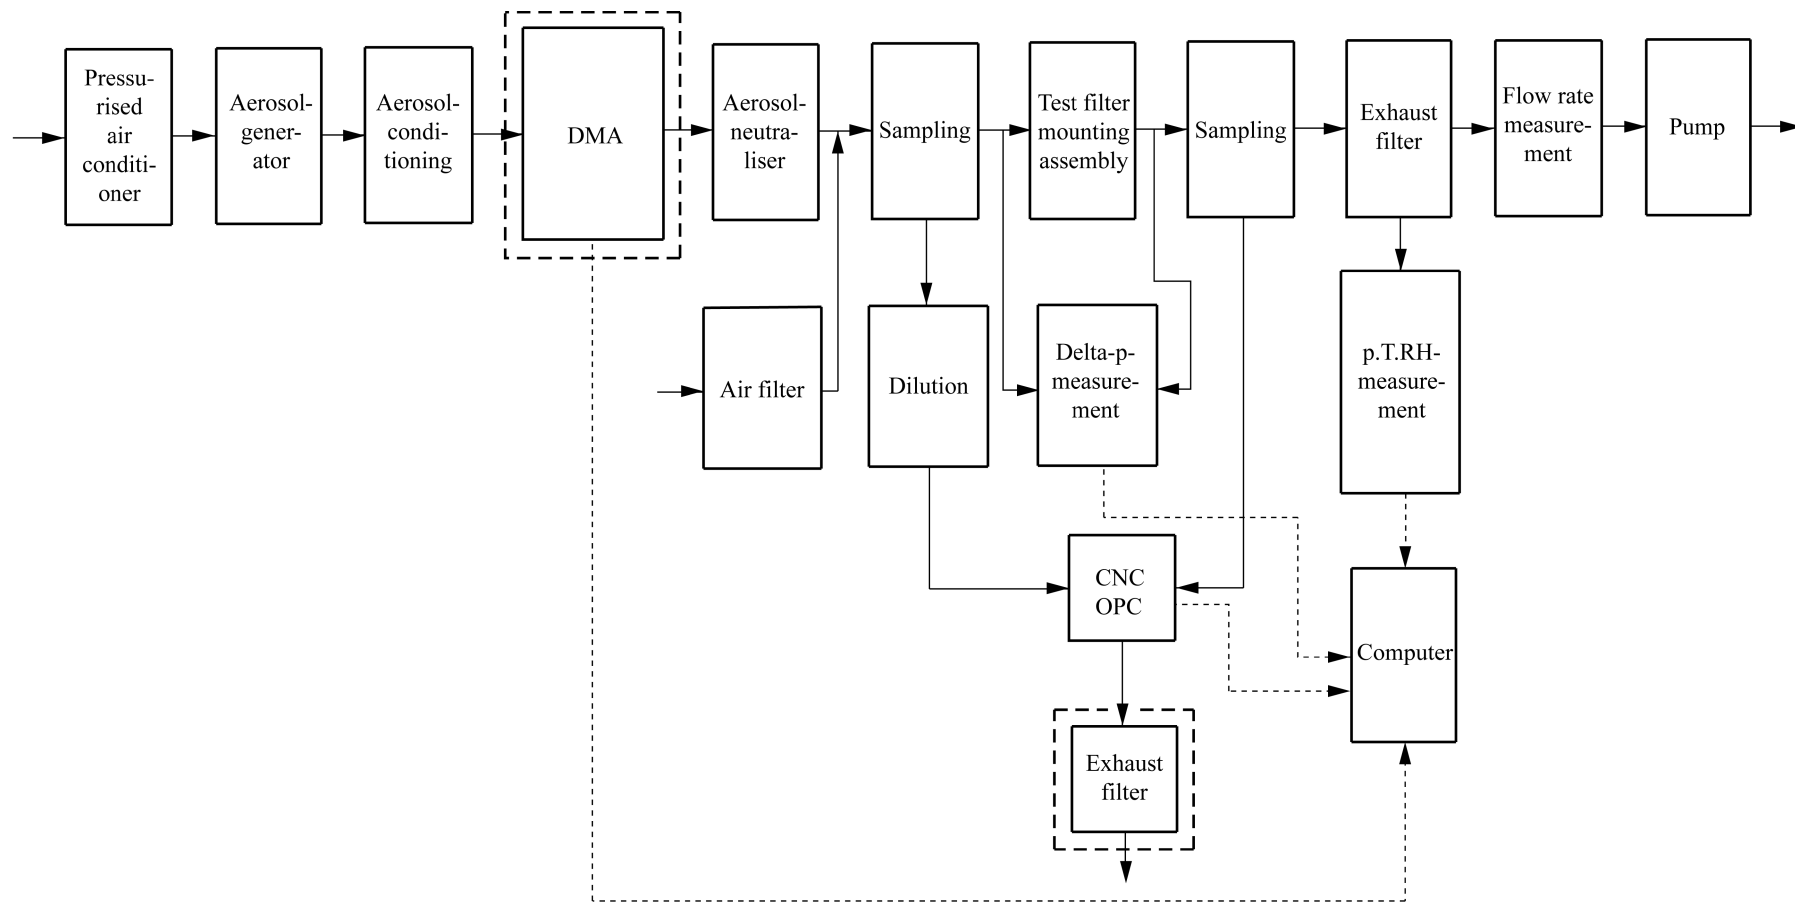 Pressu-
rised
air
conditi-
oner
Aerosol-
gener-
ator
Aerosol-
condi-
tioning
DMA
Aerosol-
neutra-
liser
Sampling
Test filter
mounting
assembly
Sampling
Exhaust
filter
Flow rate
measure-
ment
Pump
Air filter
Dilution
Delta-p-
measure-
ment
p.T.RH-
measure-
ment
CNC
OPC
Computer
Exhaust
filter